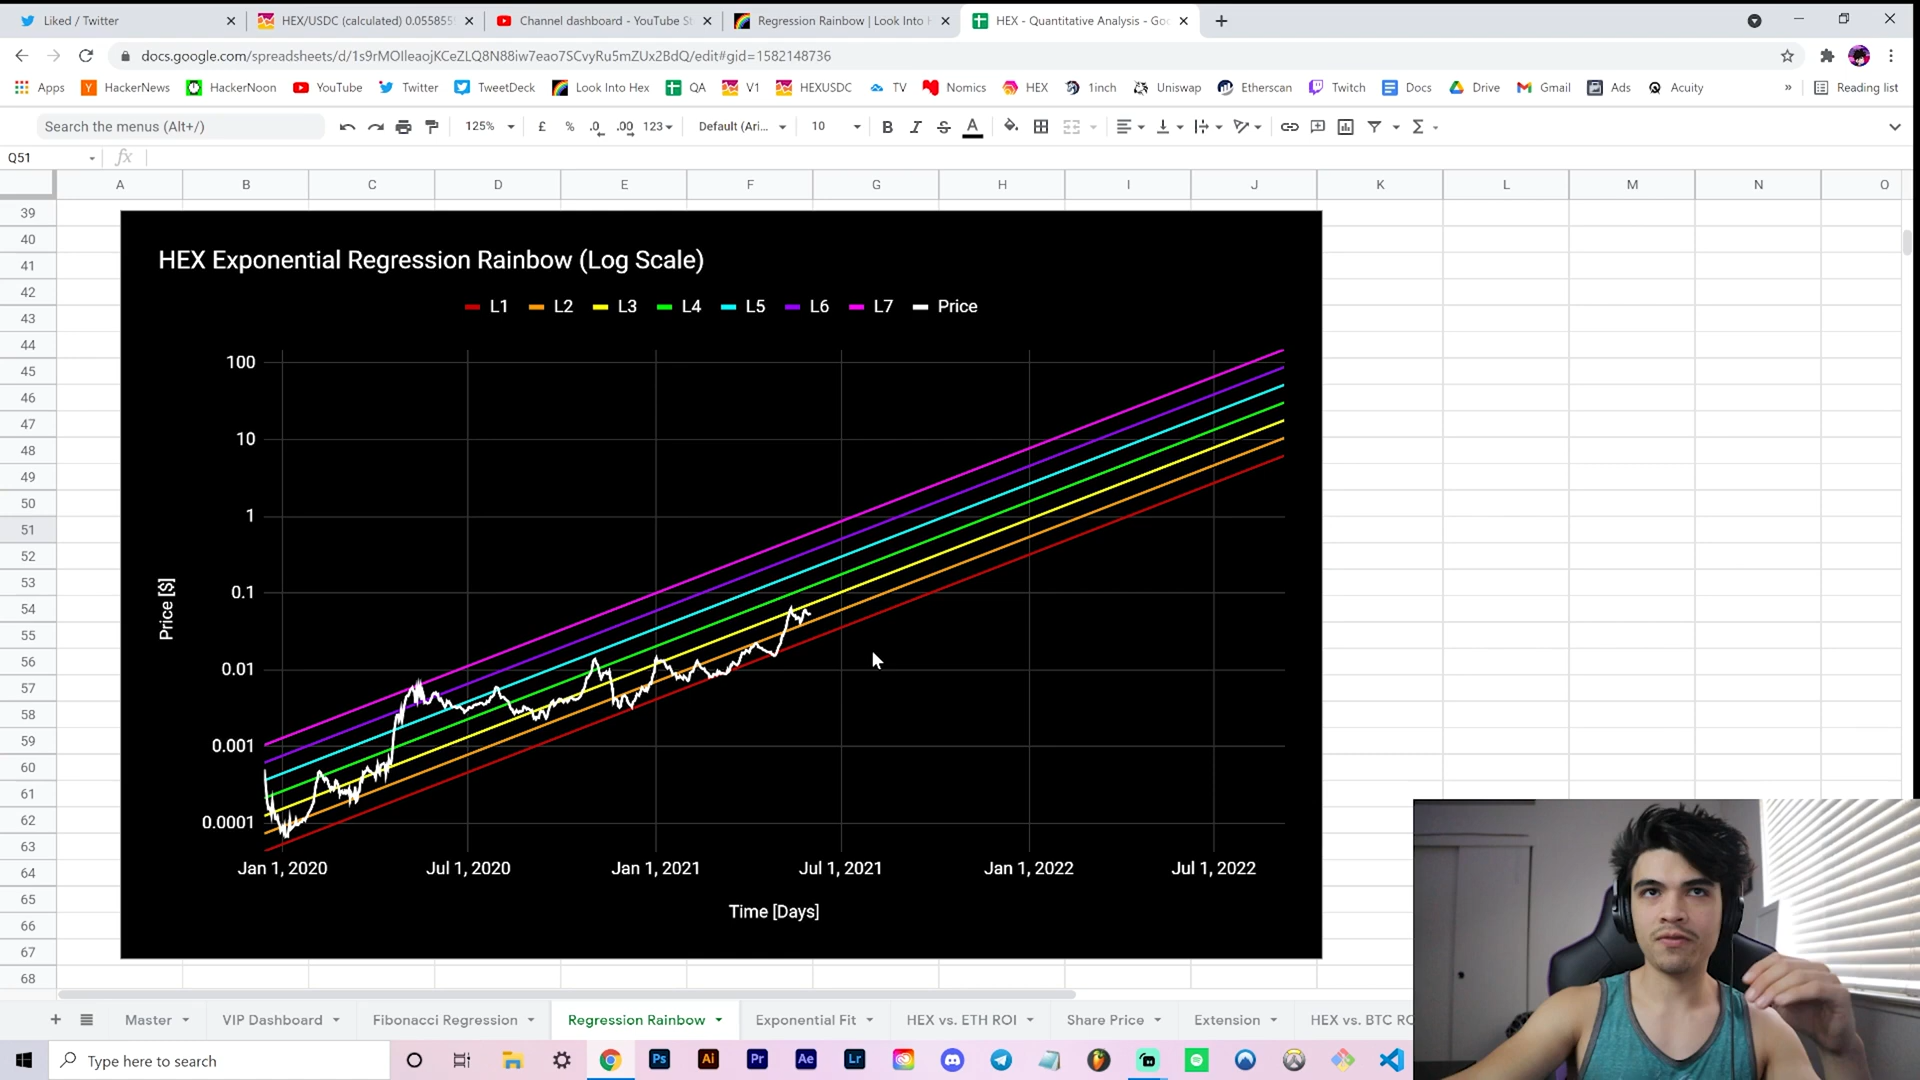 Liked / Twitter
HEX/USDC (calculated) 0.0558555
Channel dashboard - YouTube St
Regression Rainbow | Look Into H
HEX - Quantitative Analysis - Goo
docs.google.com/spreadsheets/d/1s9rMOIleaojKCeZLQ8N88iw7eao7SCvyRu5mZUx2BdQ/edit#gid=1582148736
Apps HackerNews HackerNoon YouTube Twitter TweetDeck Look Into Hex QA V1 HEXUSDC TV Nomics HEX 1inch Uniswap Etherscan Twitch Docs Drive Gmail Ads Acuity » Reading list
Search the menus (Alt+/) 125% £ % .0 .00 123 Default (Ari... 10 B I S A
Q51 fx
A B C D E F G H I J K L M N O
39
40
41
42
43
44
45
46
47
48
49
50
51
52
53
54
55
56
57
58
59
60
61
62
63
64
65
66
67
68
HEX Exponential Regression Rainbow (Log Scale)
L1 L2 L3 L4 L5 L6 L7 Price
100
10
1
0.1
0.01
0.001
0.0001
Price [$]
Jan 1, 2020 Jul 1, 2020 Jan 1, 2021 Jul 1, 2021 Jan 1, 2022 Jul 1, 2022
Time [Days]
Master VIP Dashboard Fibonacci Regression Regression Rainbow Exponential Fit HEX vs. ETH ROI Share Price Extension HEX vs. BTC RO
Type here to search
Ps Ai Pr Ae Lr